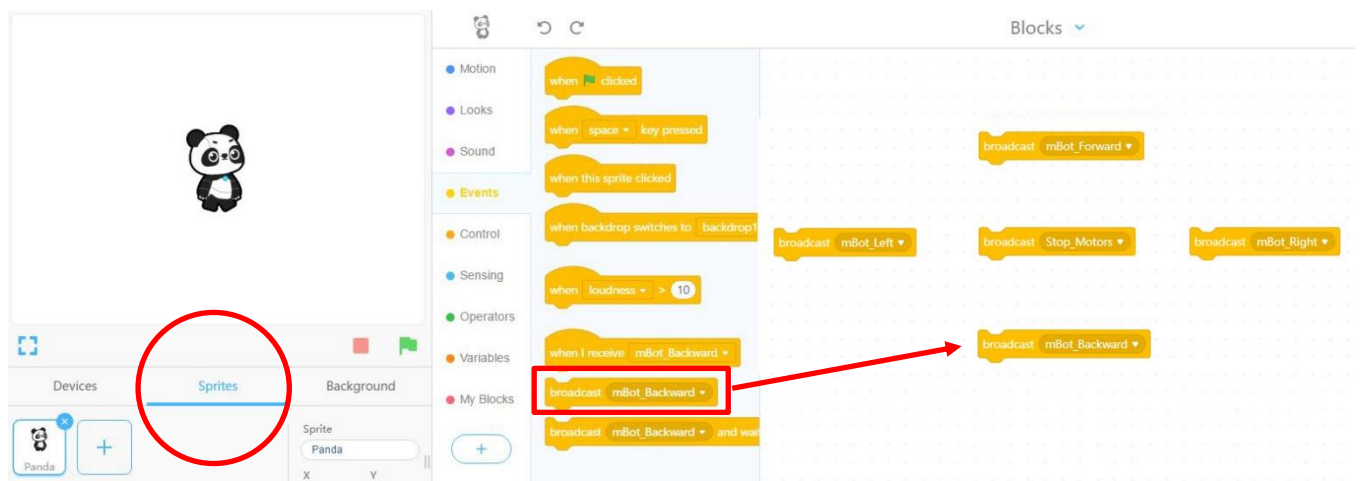 Blocks
Motion
Looks
Sound
Events
Control
Sensing
Operators
Variables
My Blocks
+
when clicked
when space key pressed
when this sprite clicked
when backdrop switches to backdrop1
when loudness > 10
when I receive mBot_Backward
broadcast mBot_Backward
broadcast mBot_Backward and wai
broadcast mBot_Forward
broadcast mBot_Left
broadcast Stop_Motors
broadcast mBot_Right
broadcast mBot_Backward
Devices
Sprites
Background
Panda
+
Sprite
Panda
X Y